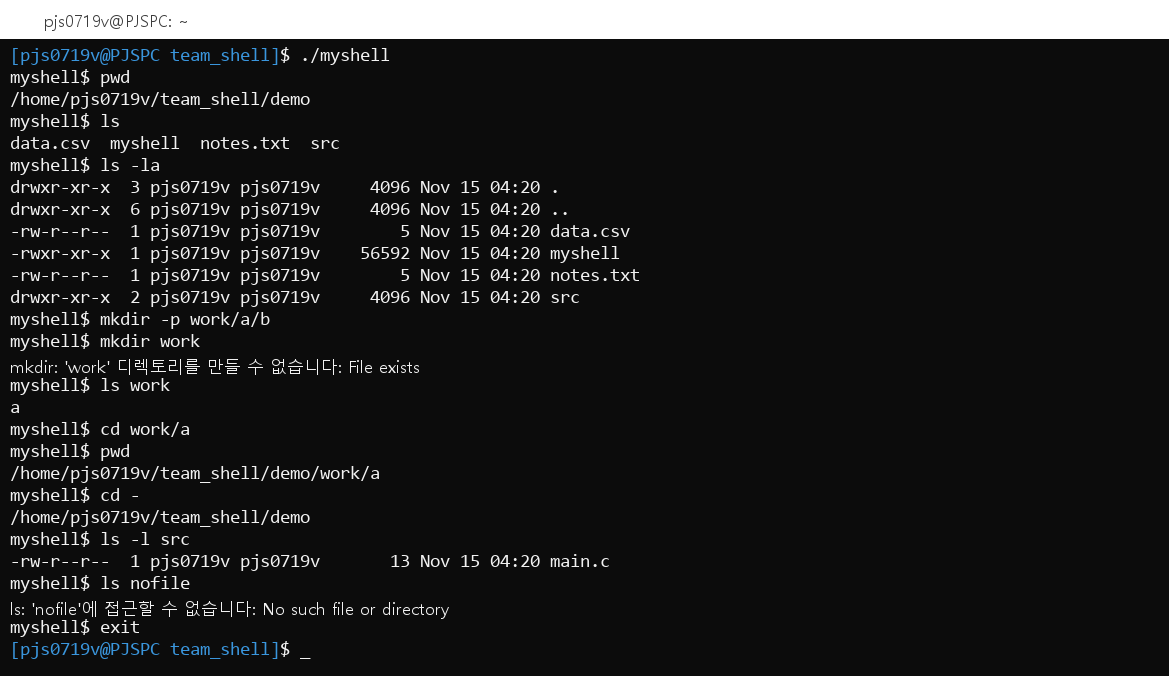 pjs0719v@PJSPC: ~
[pjs0719v@PJSPC team_shell]$ ./myshell
myshell$ pwd
/home/pjs0719v/team_shell/demo
myshell$ ls
data.csv  myshell  notes.txt  src
myshell$ ls -la
drwxr-xr-x  3 pjs0719v pjs0719v     4096 Nov 15 04:20 .
drwxr-xr-x  6 pjs0719v pjs0719v     4096 Nov 15 04:20 ..
-rw-r--r--  1 pjs0719v pjs0719v        5 Nov 15 04:20 data.csv
-rwxr-xr-x  1 pjs0719v pjs0719v    56592 Nov 15 04:20 myshell
-rw-r--r--  1 pjs0719v pjs0719v        5 Nov 15 04:20 notes.txt
drwxr-xr-x  2 pjs0719v pjs0719v     4096 Nov 15 04:20 src
myshell$ mkdir -p work/a/b
myshell$ mkdir work
mkdir: 'work' 디렉토리를 만들 수 없습니다: File exists
myshell$ ls work
a
myshell$ cd work/a
myshell$ pwd
/home/pjs0719v/team_shell/demo/work/a
myshell$ cd -
/home/pjs0719v/team_shell/demo
myshell$ ls -l src
-rw-r--r--  1 pjs0719v pjs0719v       13 Nov 15 04:20 main.c
myshell$ ls nofile
ls: 'nofile'에 접근할 수 없습니다: No such file or directory
myshell$ exit
[pjs0719v@PJSPC team_shell]$ _